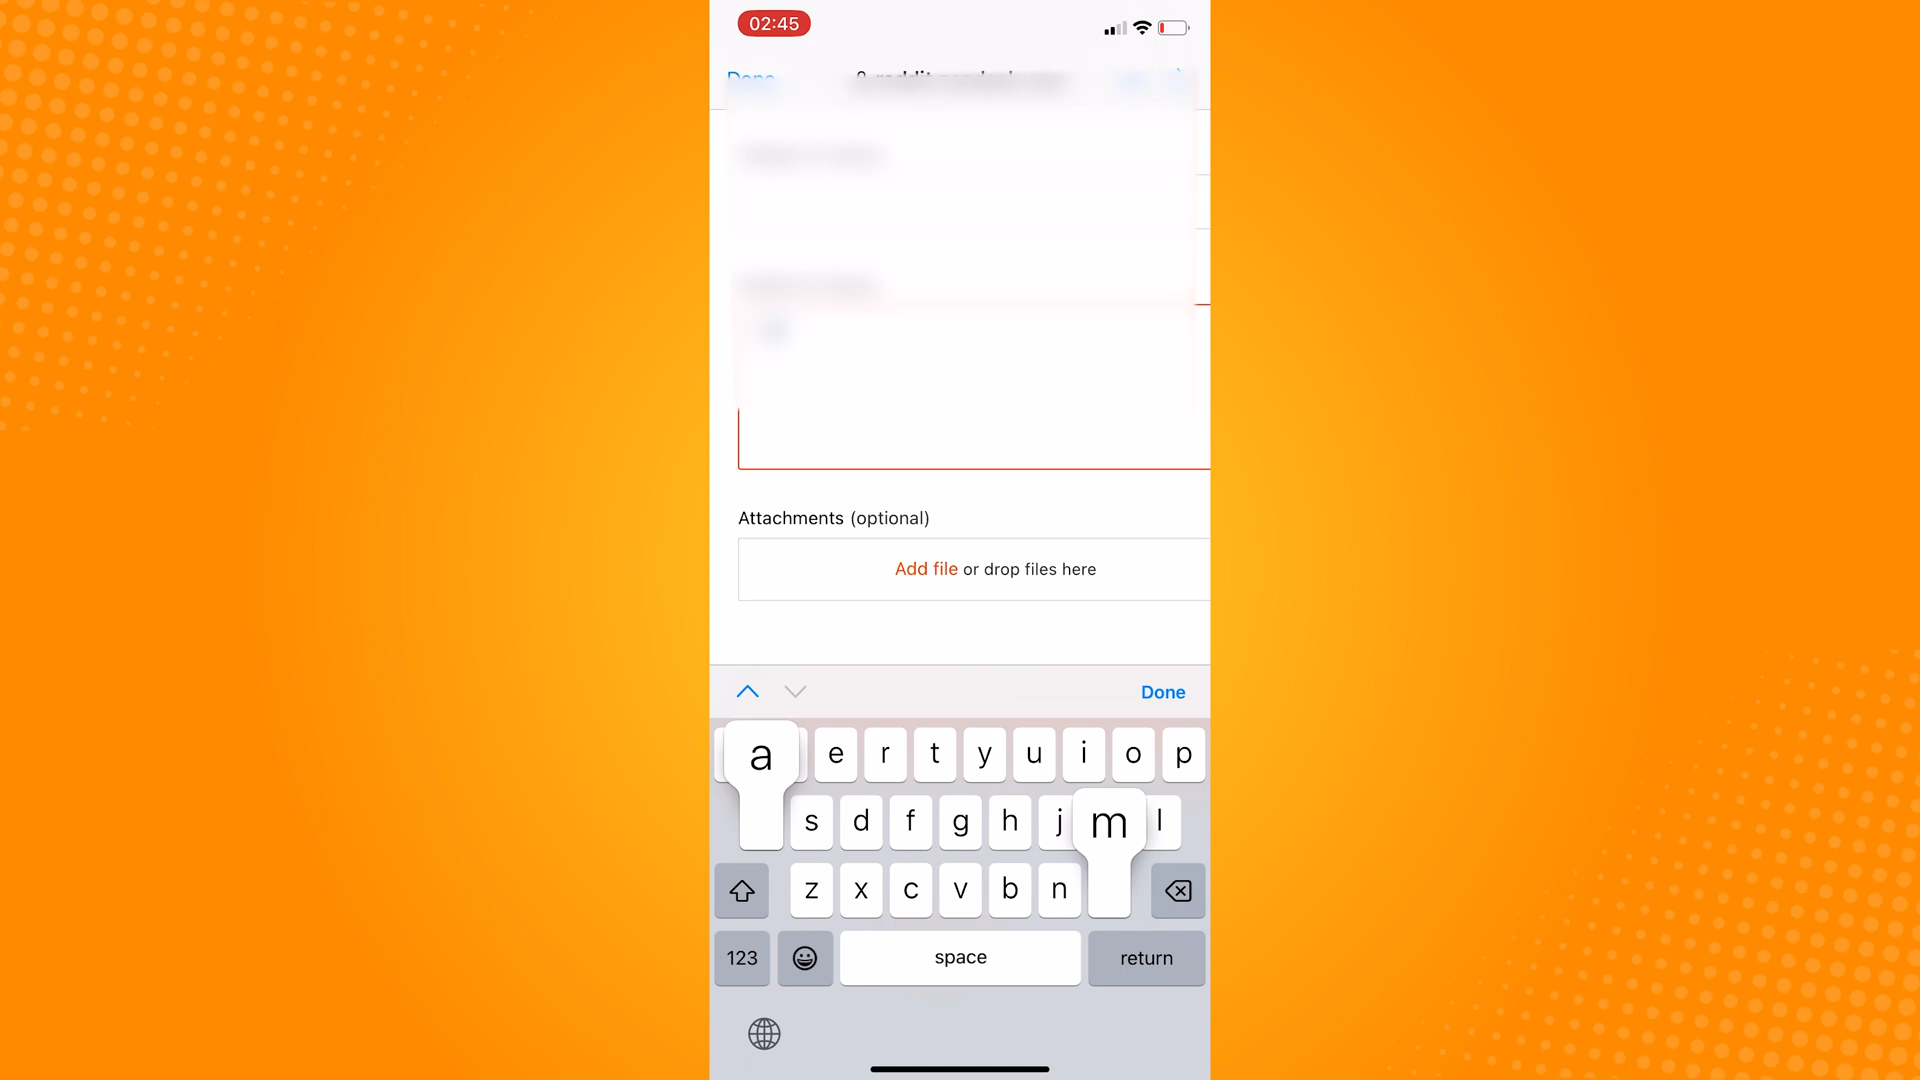 02:45
Attachments (optional)
Add file or drop files here
Done
a e r t y u i o p
s d f g h j m l
z x c v b n
123 space return